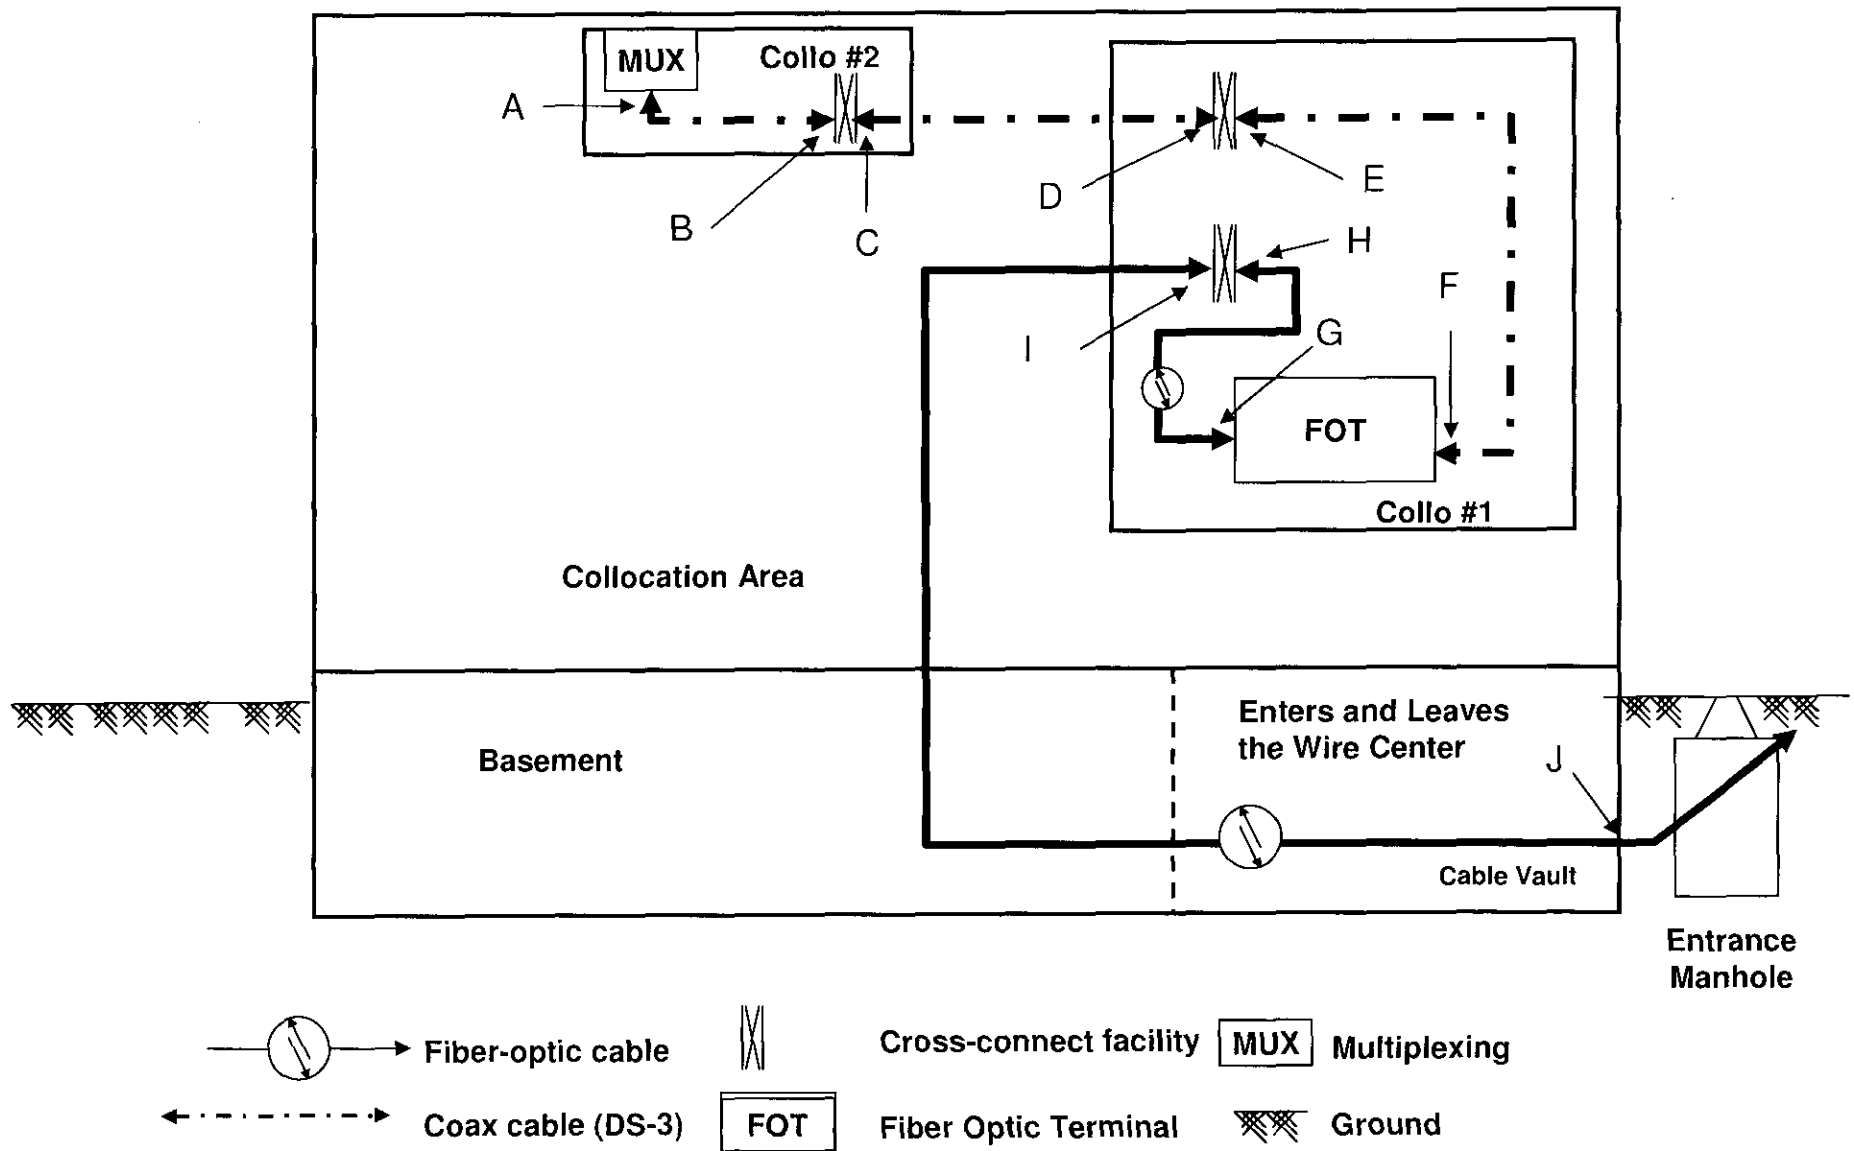 MUX
Collo #2
A
B
C
D
E
H
F
I
G
FOT
Collo #1
Collocation Area
Enters and Leaves
the Wire Center
Basement
J
Cable Vault
Entrance
Manhole
Fiber-optic cable
Cross-connect facility
MUX
Multiplexing
Coax cable (DS-3)
FOT
Fiber Optic Terminal
Ground